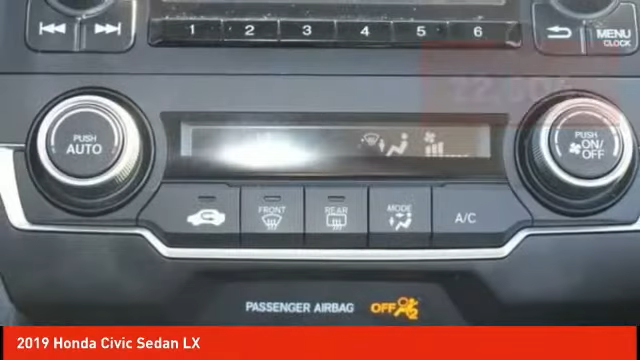 1 2 3 4 5 6
MENU
CLOCK
PUSH
AUTO
PUSH
ON/
OFF
FRONT
REAR
MODE
A/C
PASSENGER AIRBAG OFF
2019 Honda Civic Sedan LX